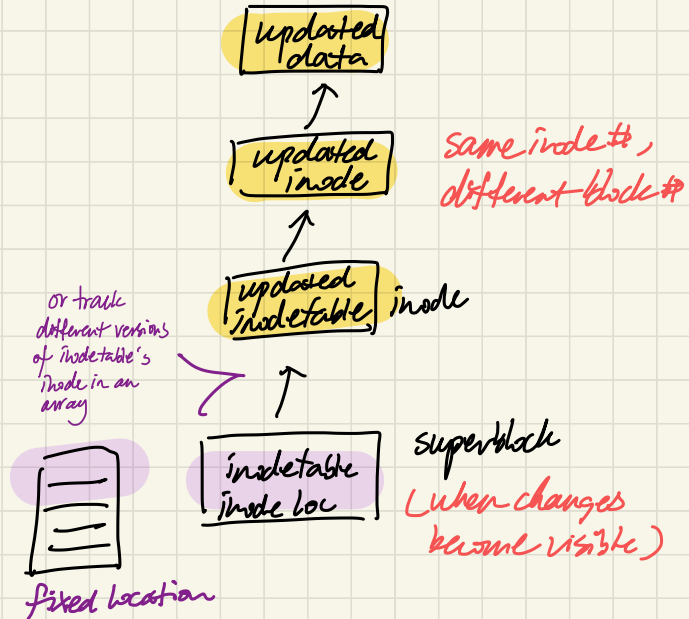 updated
data
updated
inode
same inode #,
different block #
updated
inodetable
inode
or track
different versions
of inodetable's
inode in an
array
inodetable
inode loc
superblock
(when changes
become visible)
fixed location